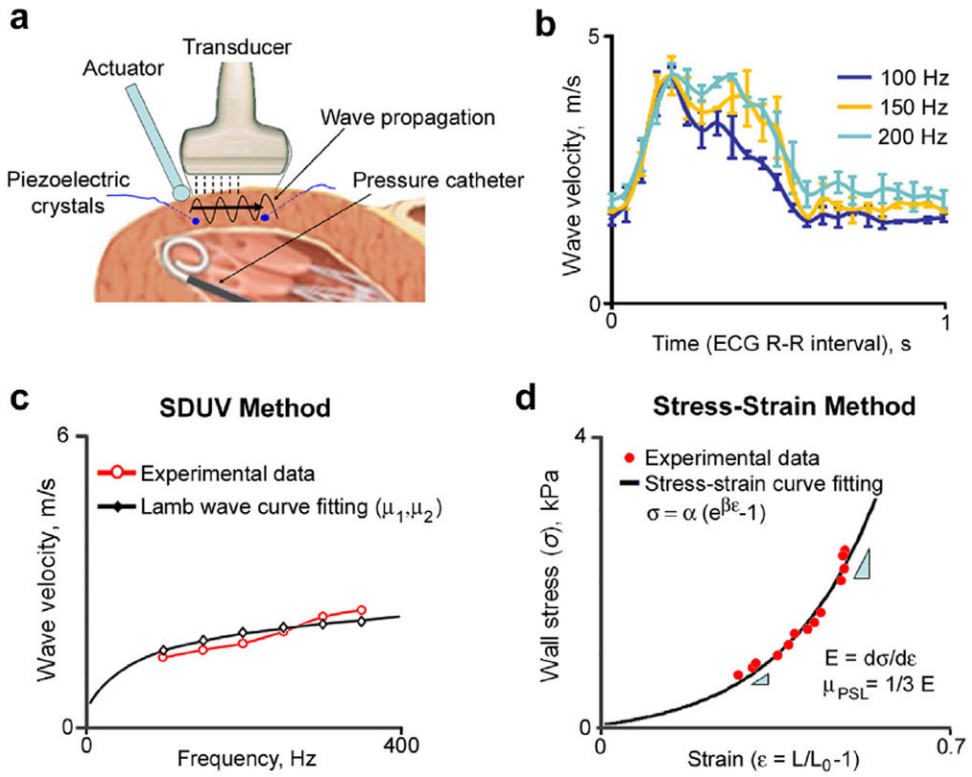 a
Transducer
Actuator
Wave propagation
Piezoelectric
crystals
Pressure catheter
b
5
Wave velocity, m/s
0
100 Hz
150 Hz
200 Hz
0
1
Time (ECG R-R interval), s
c
SDUV Method
6
Wave velocity, m/s
0
Experimental data
Lamb wave curve fitting (μ₁,μ₂)
0
400
Frequency, Hz
d
Stress-Strain Method
4
Wall stress (σ), kPa
0
Experimental data
Stress-strain curve fitting
σ = α (e^βε-1)
E = dσ/dε
μPSL = 1/3 E
0
0.7
Strain (ε = L/L₀-1)